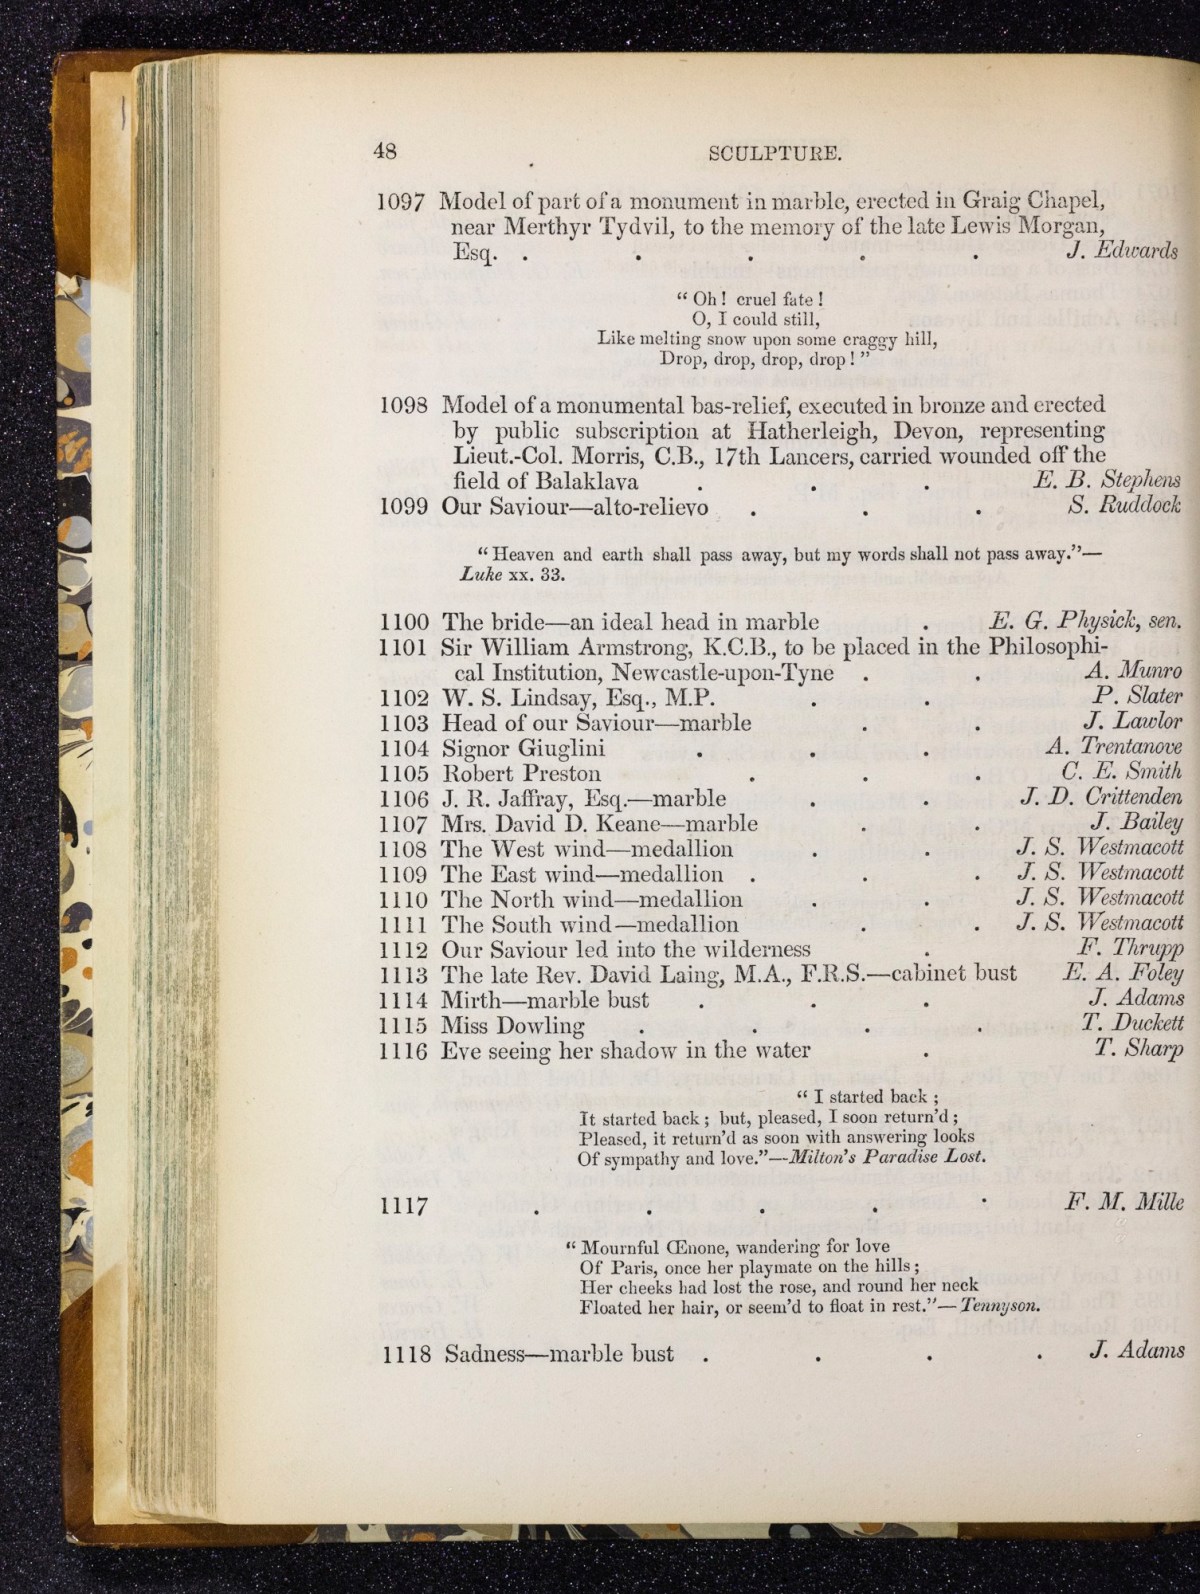 48 SCULPTURE.
1097 Model of part of a monument in marble, erected in Graig Chapel,
near Merthyr Tydvil, to the memory of the late Lewis Morgan,
Esq. . . . . . J. Edwards
“ Oh ! cruel fate !
O, I could still,
Like melting snow upon some craggy hill,
Drop, drop, drop, drop ! ”
1098 Model of a monumental bas-relief, executed in bronze and erected
by public subscription at Hatherleigh, Devon, representing
Lieut.-Col. Morris, C.B., 17th Lancers, carried wounded off the
field of Balaklava . . . E. B. Stephens
1099 Our Saviour—alto-relievo . . . S. Ruddock
“ Heaven and earth shall pass away, but my words shall not pass away.”—
Luke xx. 33.
1100 The bride—an ideal head in marble . E. G. Physick, sen.
1101 Sir William Armstrong, K.C.B., to be placed in the Philosophi-
cal Institution, Newcastle-upon-Tyne . . A. Munro
1102 W. S. Lindsay, Esq., M.P. . . P. Slater
1103 Head of our Saviour—marble . . J. Lawlor
1104 Signor Giuglini . . . A. Trentanove
1105 Robert Preston . . . C. E. Smith
1106 J. R. Jaffray, Esq.—marble . . J. D. Crittenden
1107 Mrs. David D. Keane—marble . . J. Bailey
1108 The West wind—medallion . . J. S. Westmacott
1109 The East wind—medallion . . . J. S. Westmacott
1110 The North wind—medallion . . J. S. Westmacott
1111 The South wind—medallion . . J. S. Westmacott
1112 Our Saviour led into the wilderness . F. Thrupp
1113 The late Rev. David Laing, M.A., F.R.S.—cabinet bust E. A. Foley
1114 Mirth—marble bust . . . J. Adams
1115 Miss Dowling . . . . T. Duckett
1116 Eve seeing her shadow in the water . T. Sharp
“ I started back ;
It started back ; but, pleased, I soon return’d ;
Pleased, it return’d as soon with answering looks
Of sympathy and love.”—Milton’s Paradise Lost.
1117 . . . . . F. M. Mille
“ Mournful Œnone, wandering for love
Of Paris, once her playmate on the hills ;
Her cheeks had lost the rose, and round her neck
Floated her hair, or seem’d to float in rest.”—Tennyson.
1118 Sadness—marble bust . . . . J. Adams